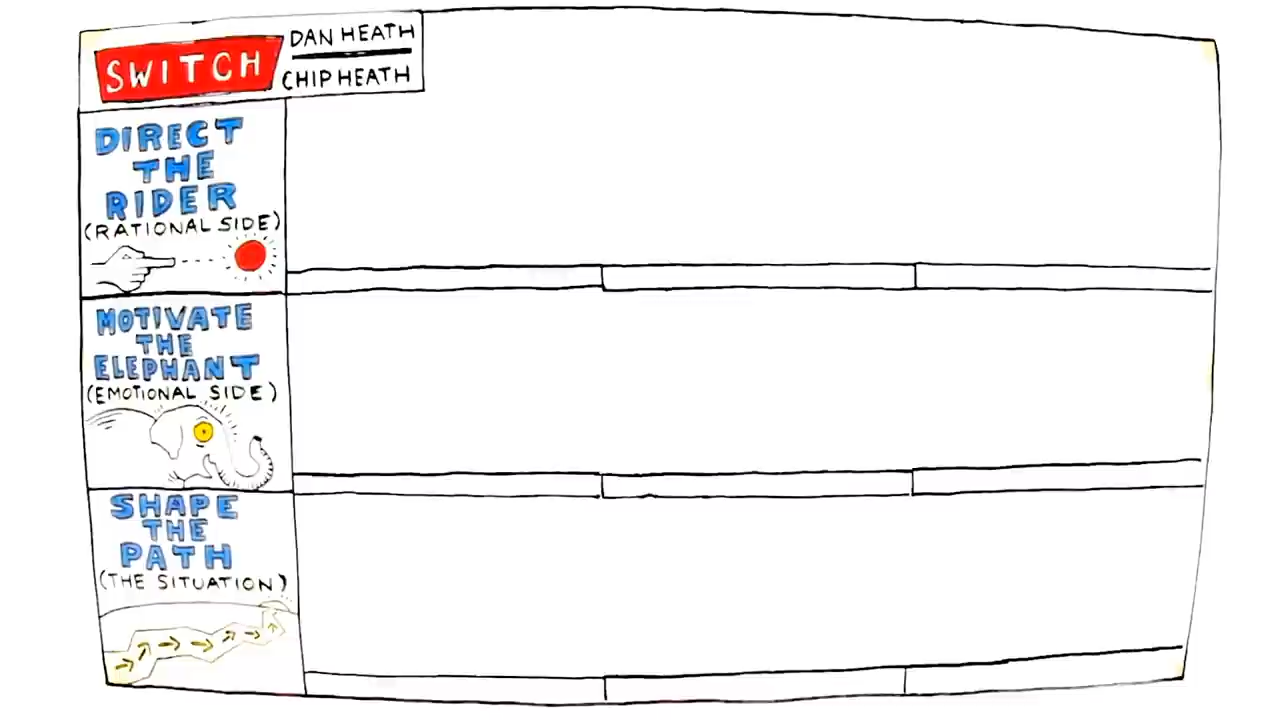 SWITCH
DAN HEATH
CHIP HEATH
DIRECT
THE
RIDER
(RATIONAL SIDE)
MOTIVATE
THE
ELEPHANT
(EMOTIONAL SIDE)
SHAPE
THE
PATH
(THE SITUATION)